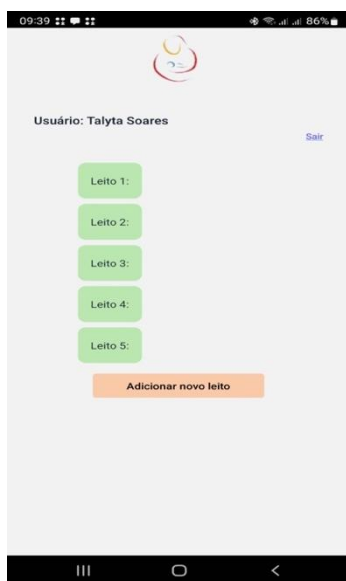 09:39 86%
Usuário: Talyta Soares
Sair
Leito 1:
Leito 2:
Leito 3:
Leito 4:
Leito 5:
Adicionar novo leito